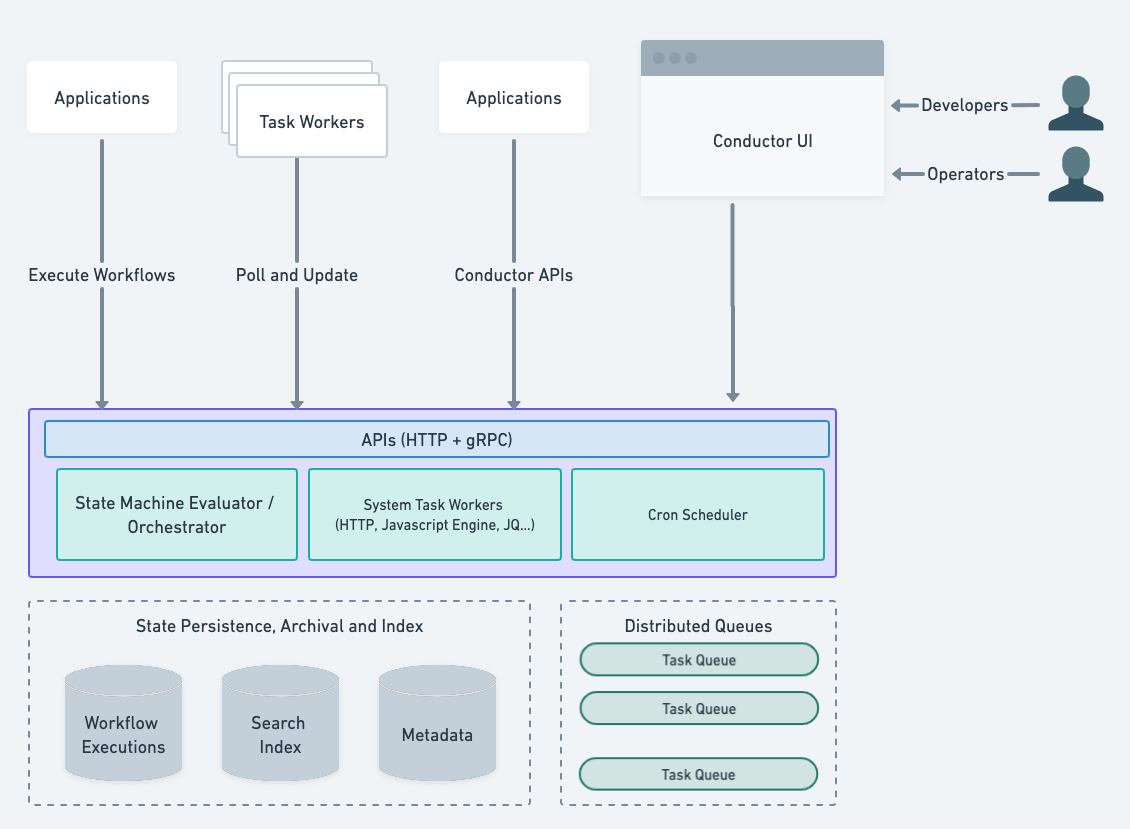 Applications
Task Workers
Applications
Conductor UI
Developers
Operators
Execute Workflows
Poll and Update
Conductor APIs
APIs (HTTP + gRPC)
State Machine Evaluator /
Orchestrator
System Task Workers
(HTTP, Javascript Engine, JQ...)
Cron Scheduler
State Persistence, Archival and Index
Workflow
Executions
Search
Index
Metadata
Distributed Queues
Task Queue
Task Queue
Task Queue